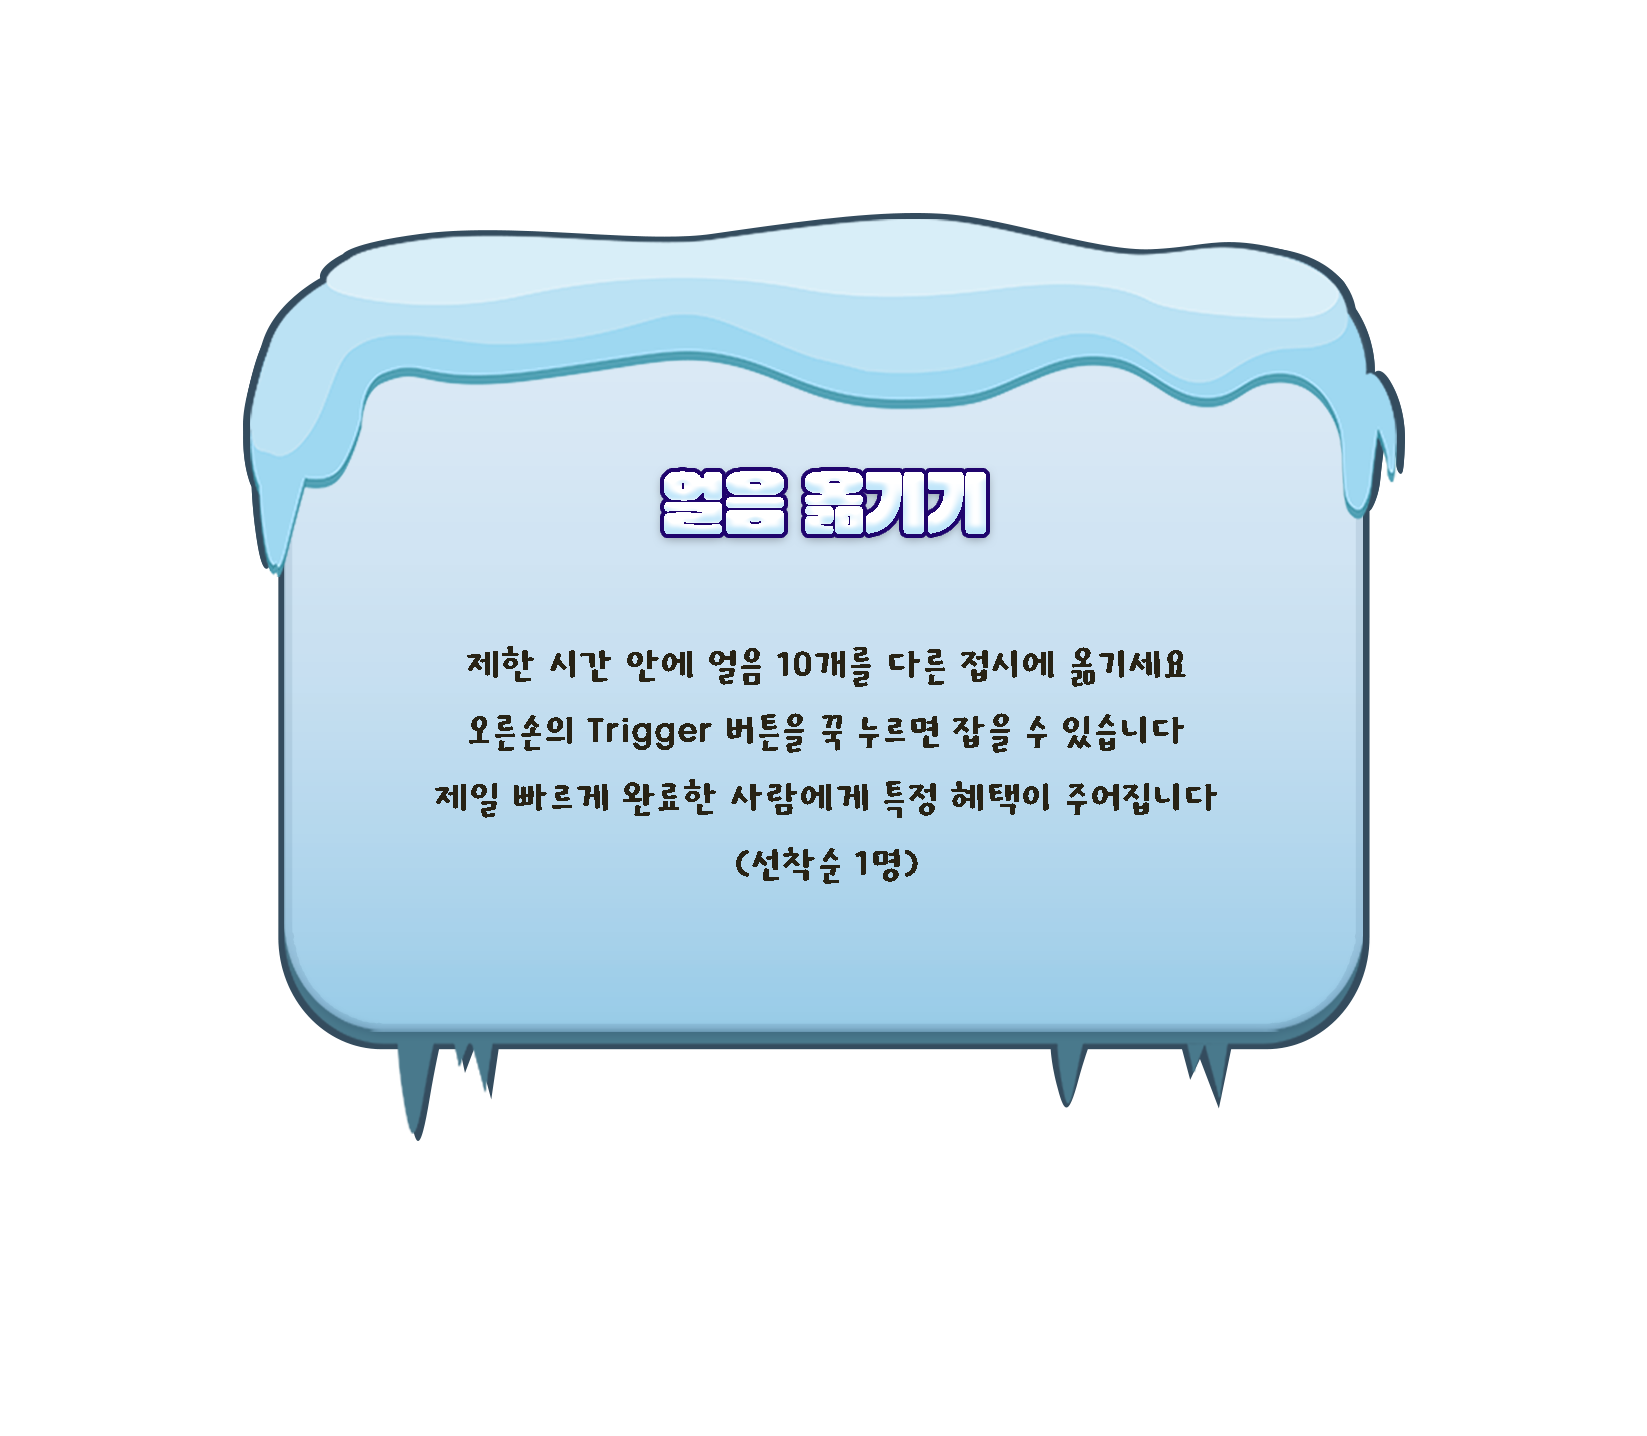 얼음 옮기기
제한 시간 안에 얼음 10개를 다른 접시에 옮기세요
오른손의 Trigger 버튼을 꾹 누르면 잡을 수 있습니다
제일 빠르게 완료한 사람에게 특정 혜택이 주어집니다
(선착순 1명)